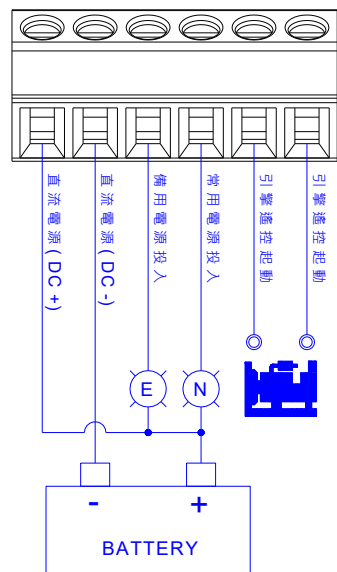 直流電源(DC+)
直流電源(DC-)
備用電源投入
常用電源投入
引擎遙控起動
引擎遙控起動
E
N
- +
BATTERY